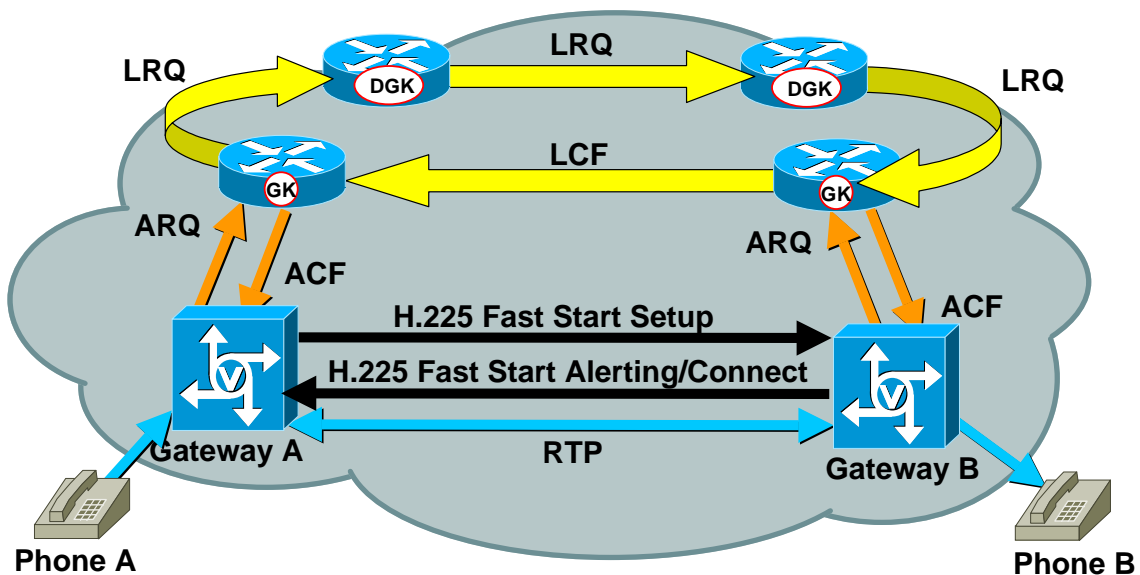 LRQ
LRQ
DGK
DGK
LRQ
LCF
GK
GK
ARQ
ARQ
ACF
ACF
H.225 Fast Start Setup
H.225 Fast Start Alerting/Connect
V
V
Gateway A
RTP
Gateway B
Phone A
Phone B